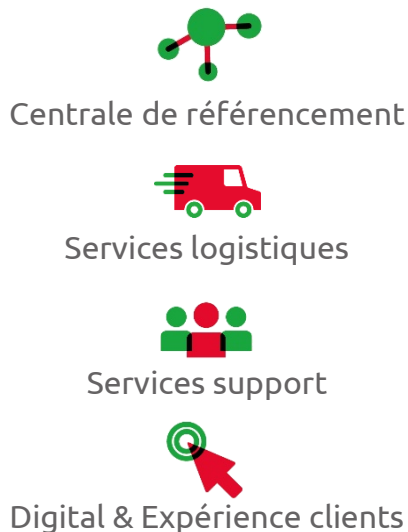 Centrale de référencement
Services logistiques
Services support
Digital & Expérience clients